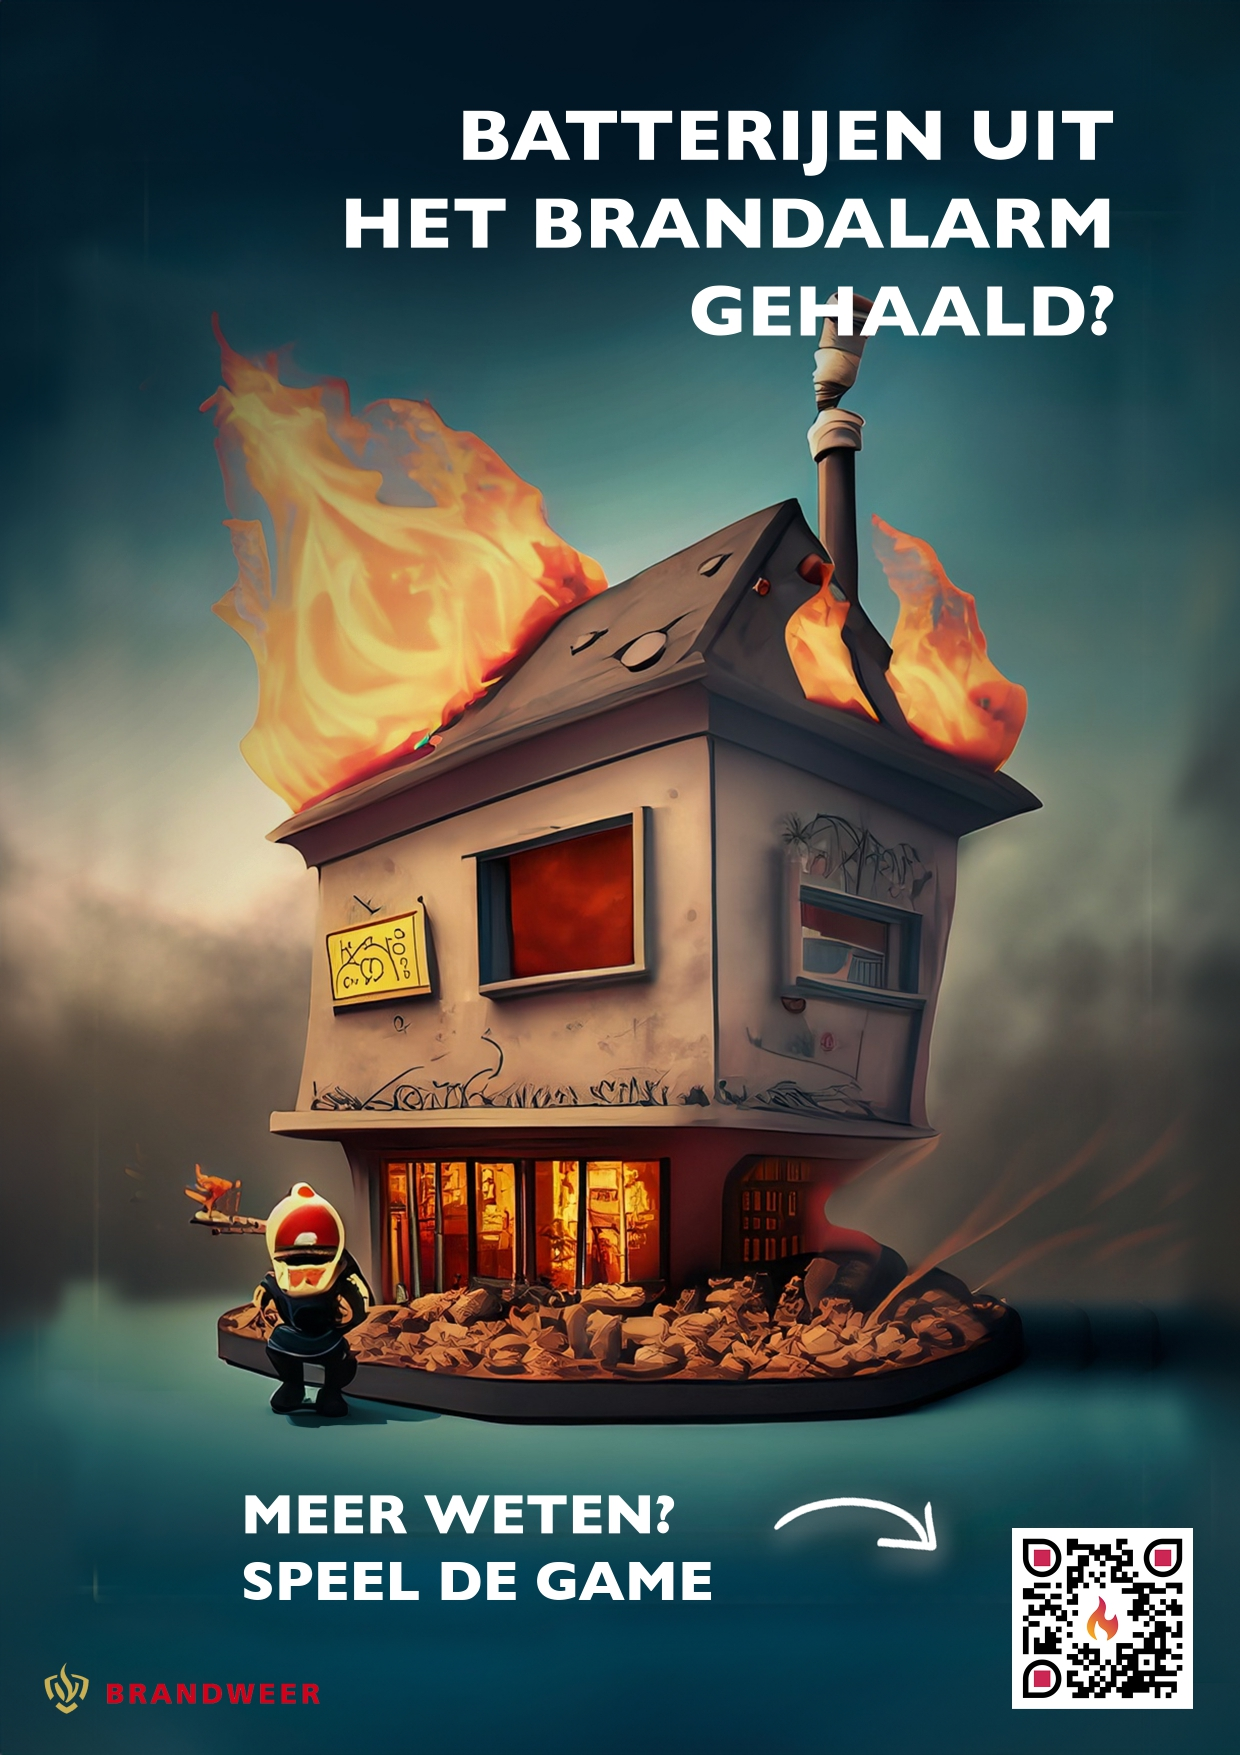 BATTERIJEN UIT
HET BRANDALARM
GEHAALD?
MEER WETEN?
SPEEL DE GAME
BRANDWEER